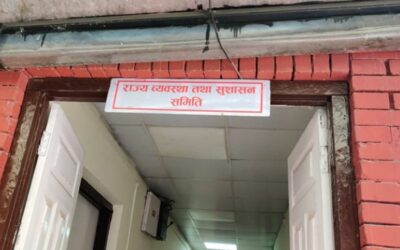 राज्य व्यवस्था तथा सुशासन
समिति